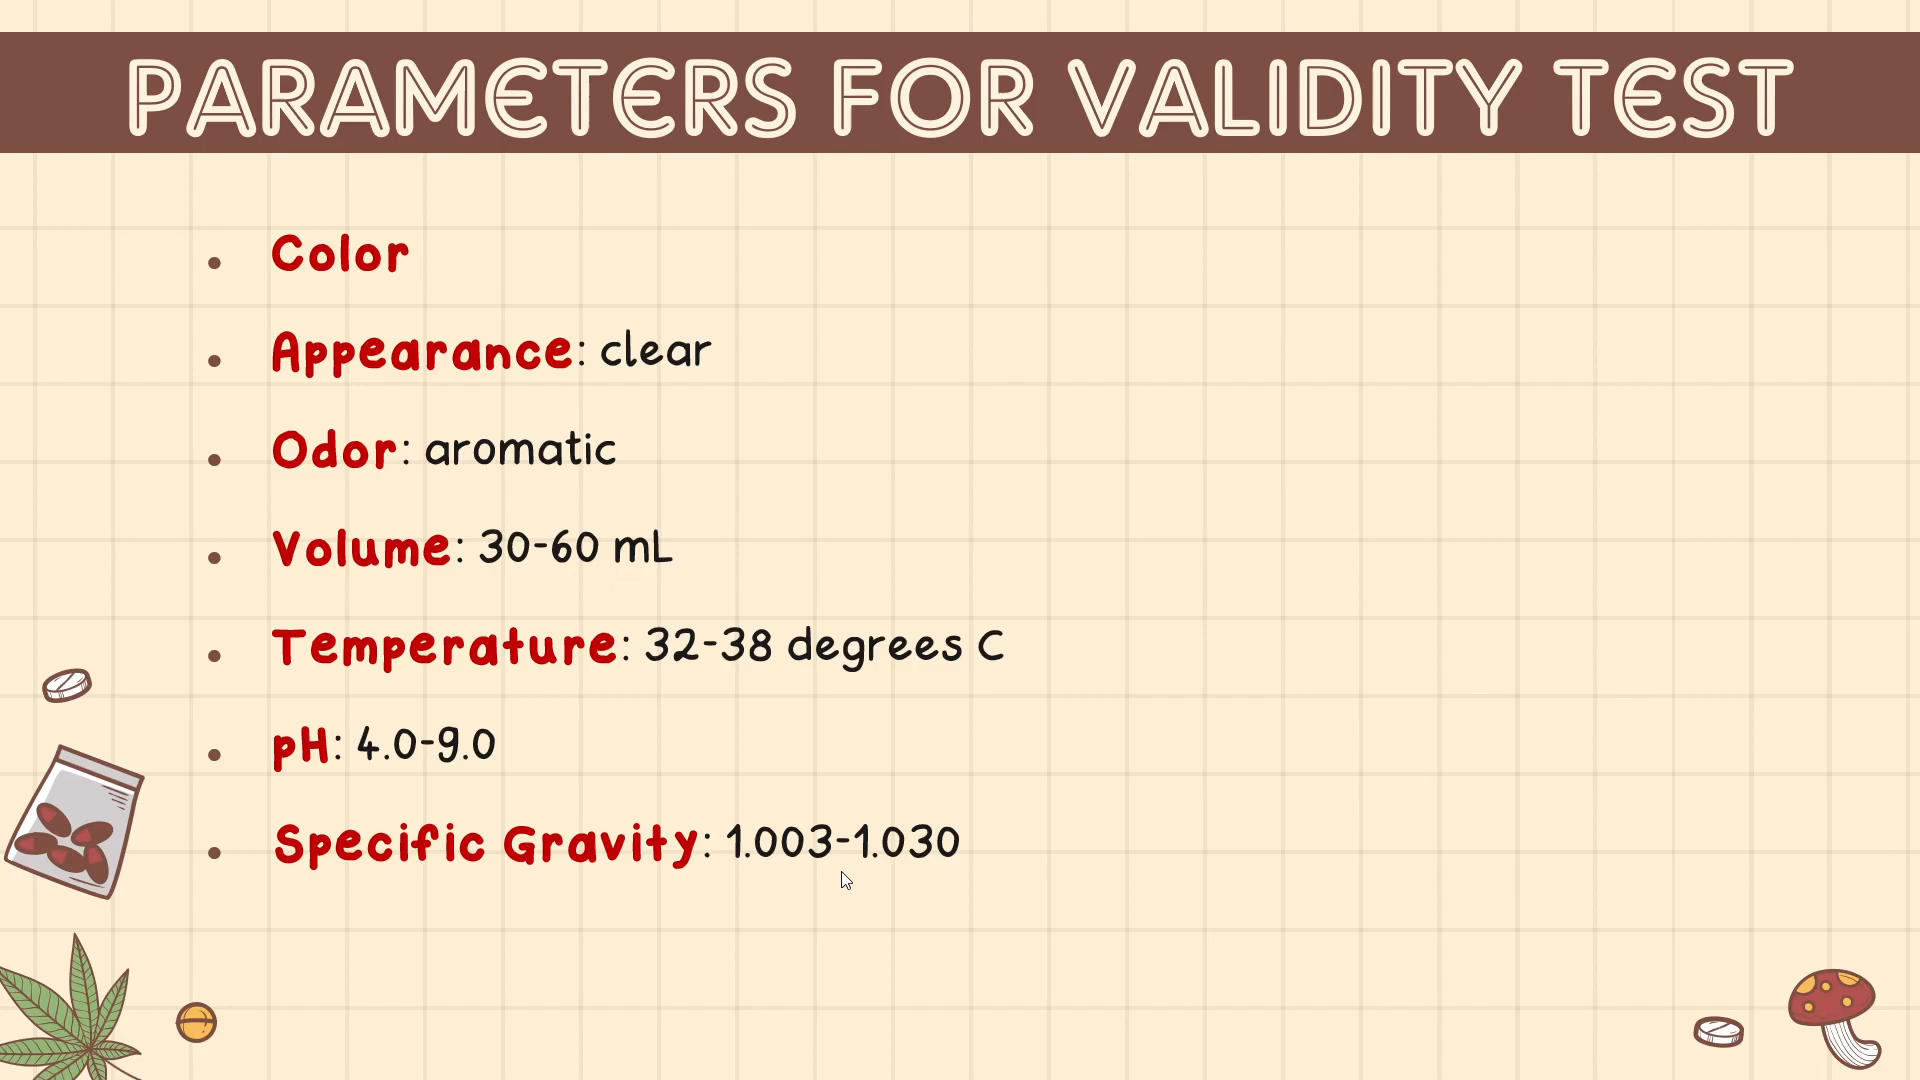 PARAMETERS FOR VALIDITY TEST
• Color
• Appearance: clear
• Odor: aromatic
• Volume: 30-60 mL
• Temperature: 32-38 degrees C
• pH: 4.0-9.0
• Specific Gravity: 1.003-1.030